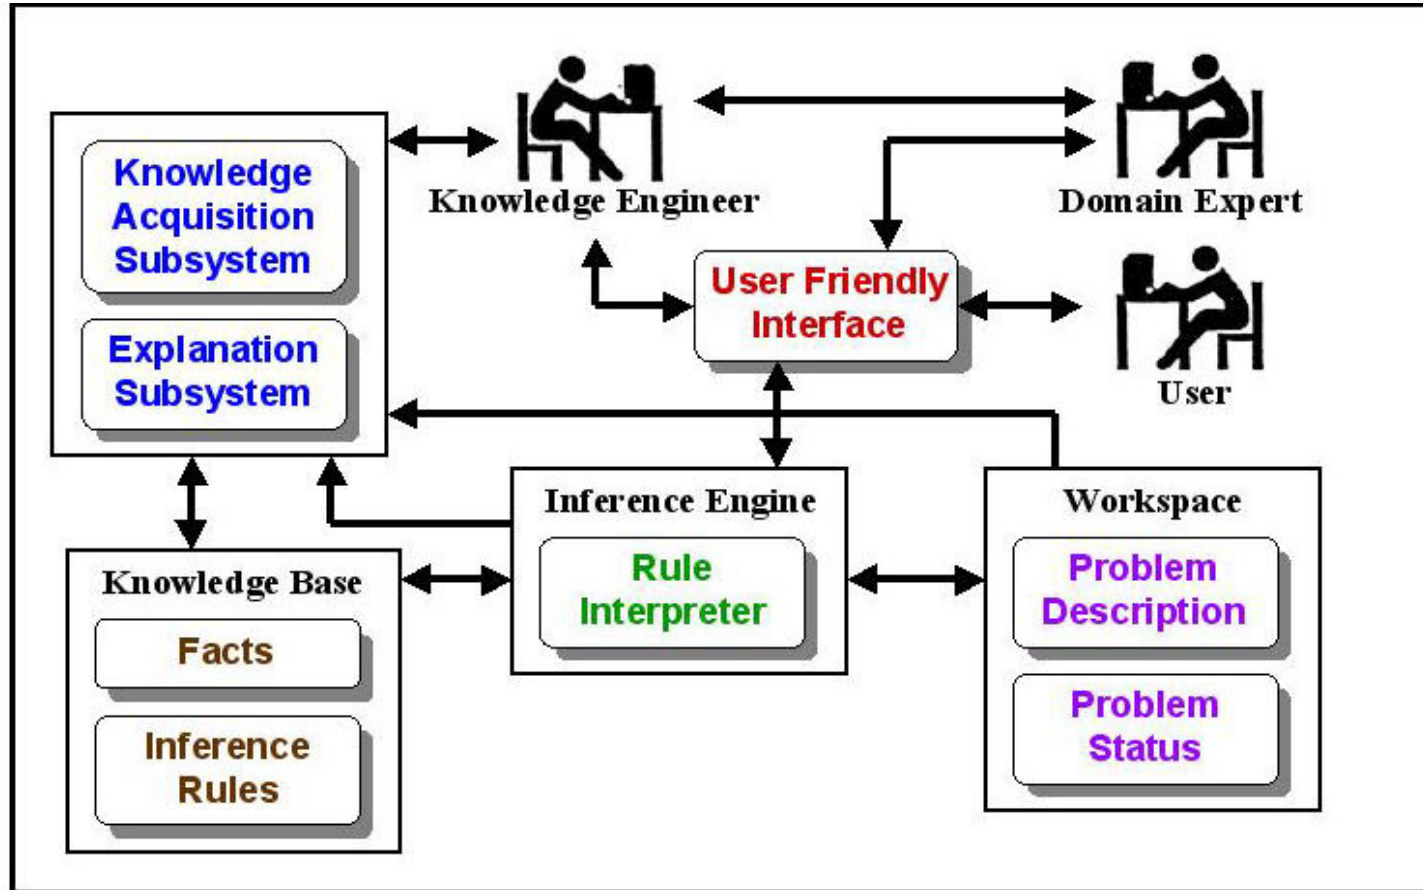 Knowledge
Acquisition
Subsystem
Explanation
Subsystem
Knowledge Engineer
Domain Expert
User Friendly
Interface
User
Inference Engine
Rule
Interpreter
Workspace
Problem
Description
Problem
Status
Knowledge Base
Facts
Inference
Rules